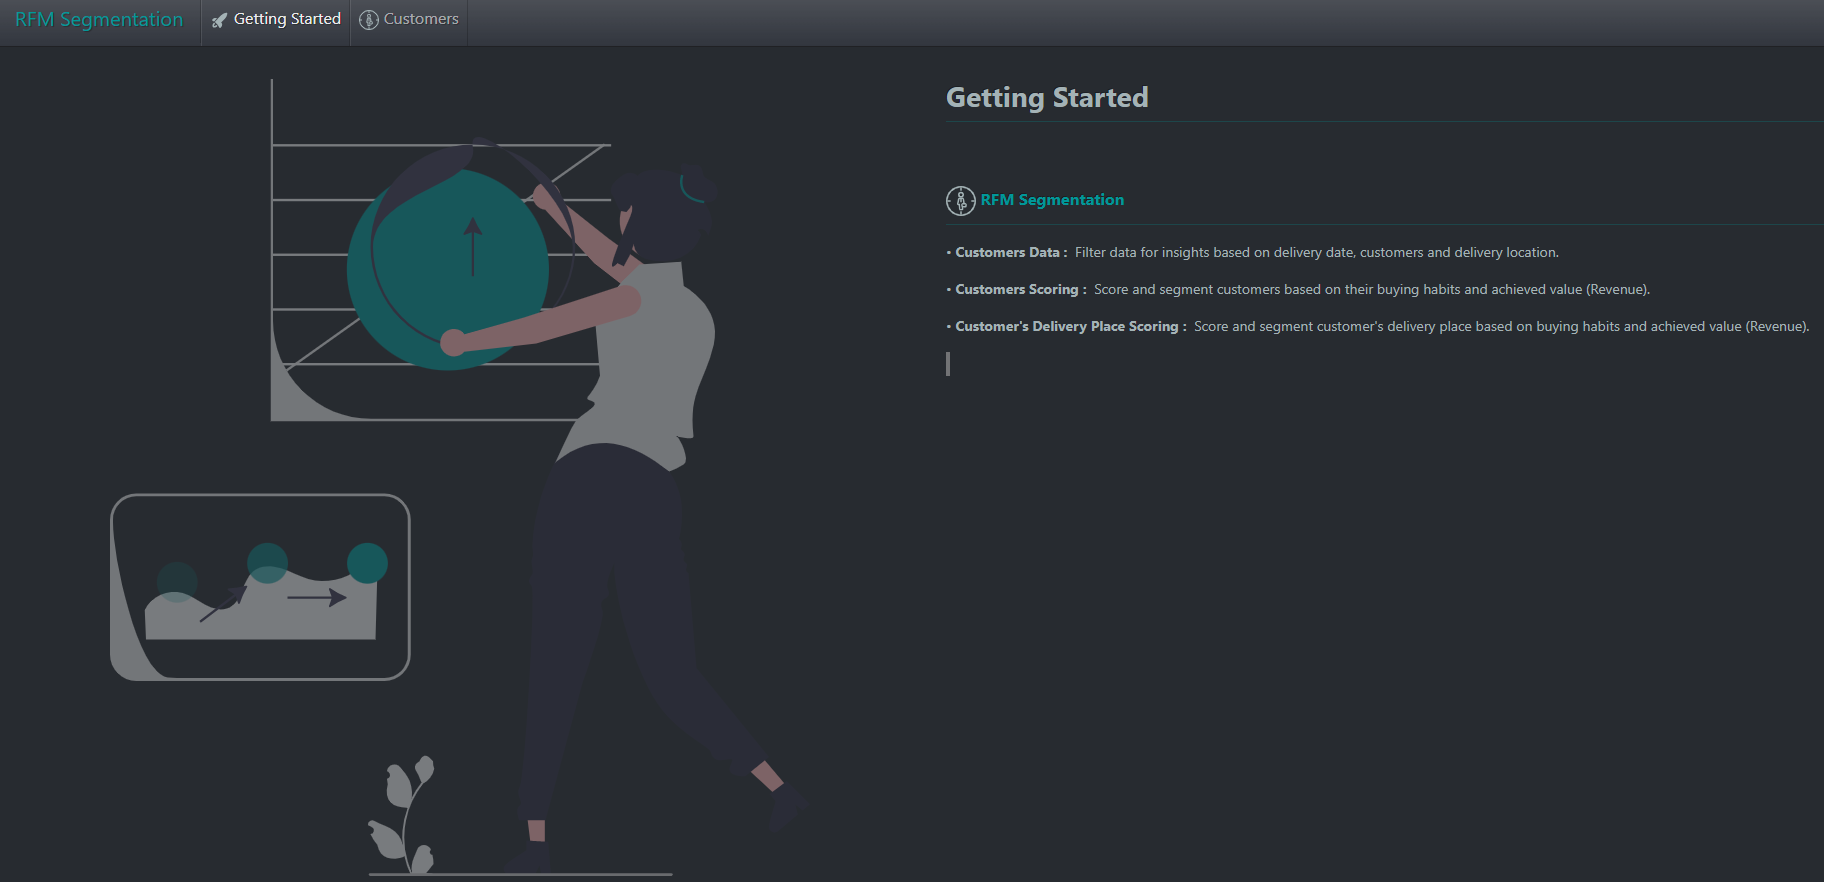 RFM Segmentation
Getting Started
Customers
Getting Started
RFM Segmentation
• Customers Data : Filter data for insights based on delivery date, customers and delivery location.
• Customers Scoring : Score and segment customers based on their buying habits and achieved value (Revenue).
• Customer's Delivery Place Scoring : Score and segment customer's delivery place based on buying habits and achieved value (Revenue).